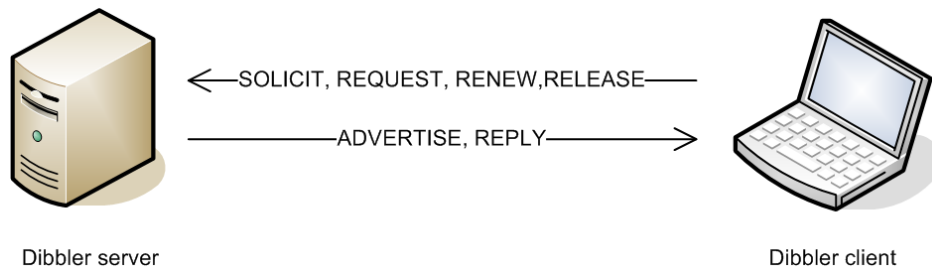 SOLICIT, REQUEST, RENEW,RELEASE
ADVERTISE, REPLY
Dibbler server
Dibbler client